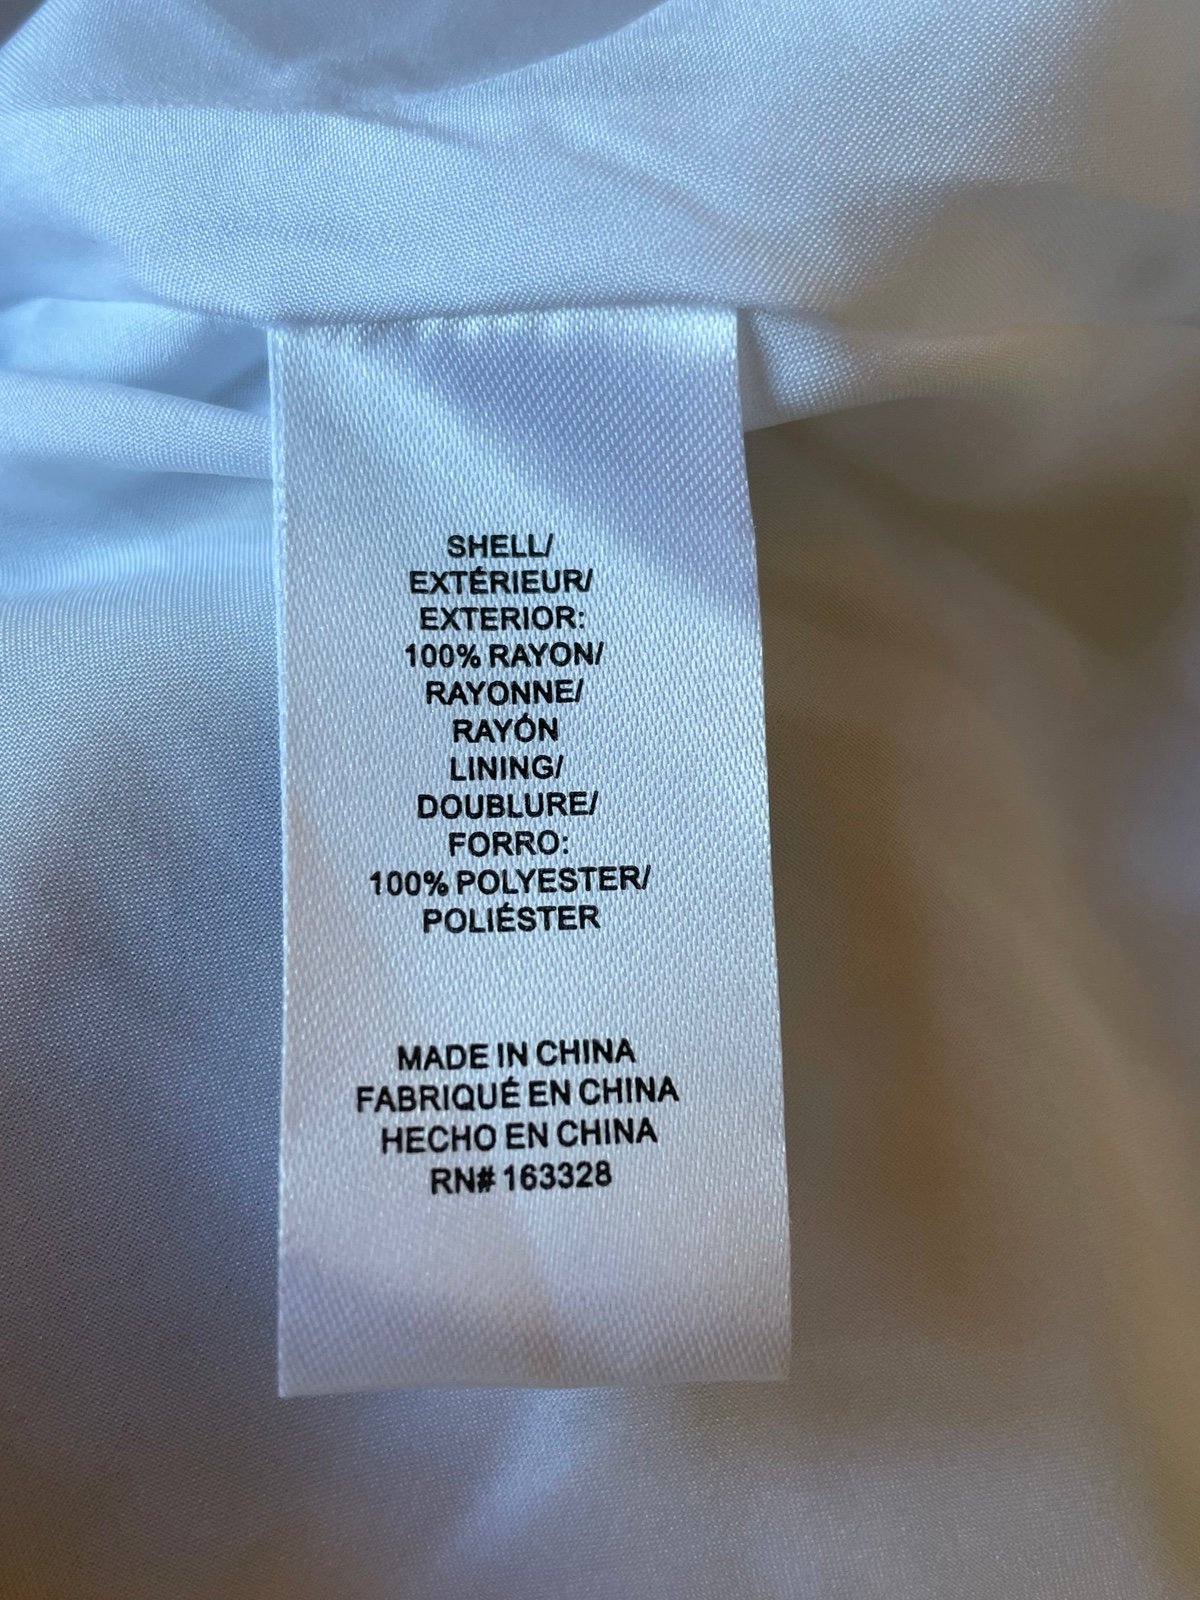 SHELL/
EXTÉRIEUR/
EXTERIOR:
100% RAYON/
RAYONNE/
RAYÓN
LINING/
DOUBLURE/
FORRO:
100% POLYESTER/
POLIÉSTER
MADE IN CHINA
FABRIQUÉ EN CHINA
HECHO EN CHINA
RN# 163328